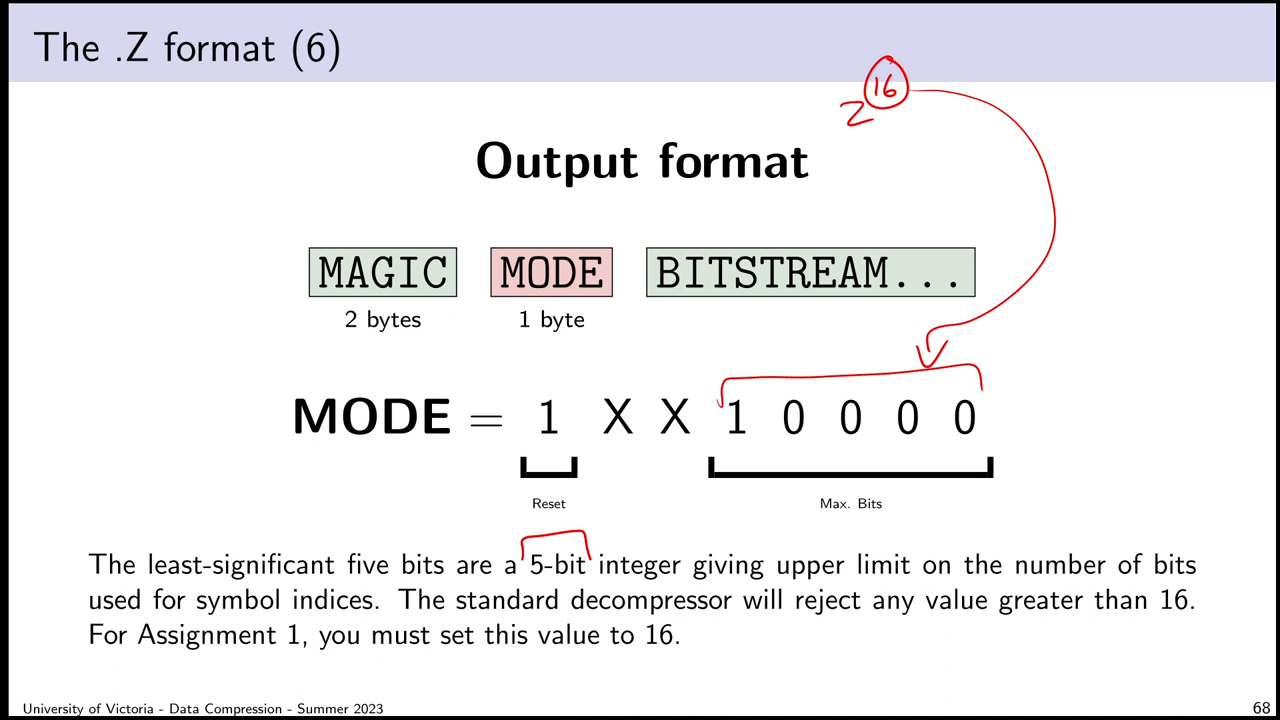 The .Z format (6)
2^16
Output format
MAGIC MODE BITSTREAM...
2 bytes 1 byte
MODE = 1 X X 1 0 0 0 0
Reset Max. Bits
The least-significant five bits are a 5-bit integer giving upper limit on the number of bits
used for symbol indices. The standard decompressor will reject any value greater than 16.
For Assignment 1, you must set this value to 16.
University of Victoria - Data Compression - Summer 2023 68